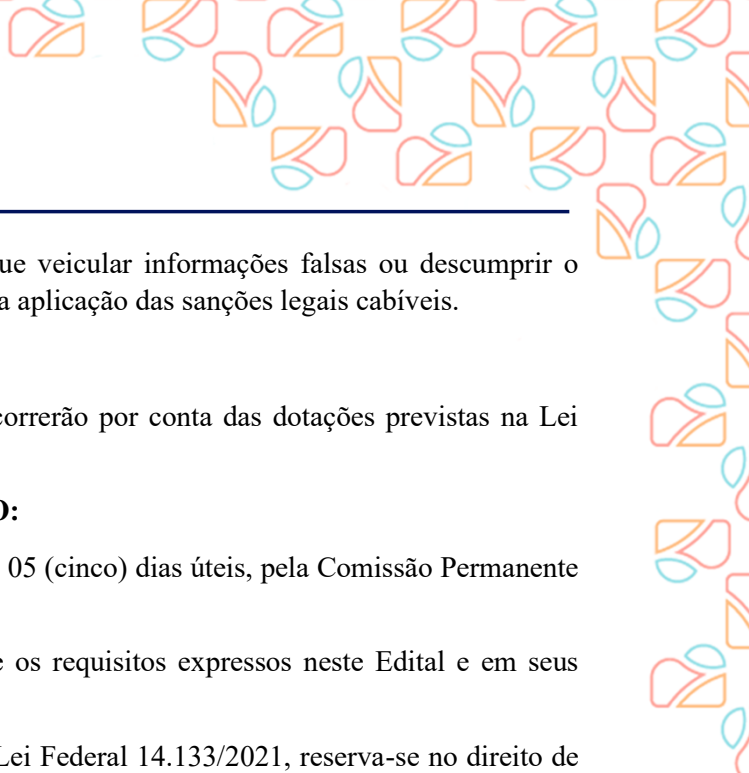 ue veicular informações falsas ou descumprir o
a aplicação das sanções legais cabíveis.
correrão por conta das dotações previstas na Lei
O:
05 (cinco) dias úteis, pela Comissão Permanente
e os requisitos expressos neste Edital e em seus
Lei Federal 14.133/2021, reserva-se no direito de